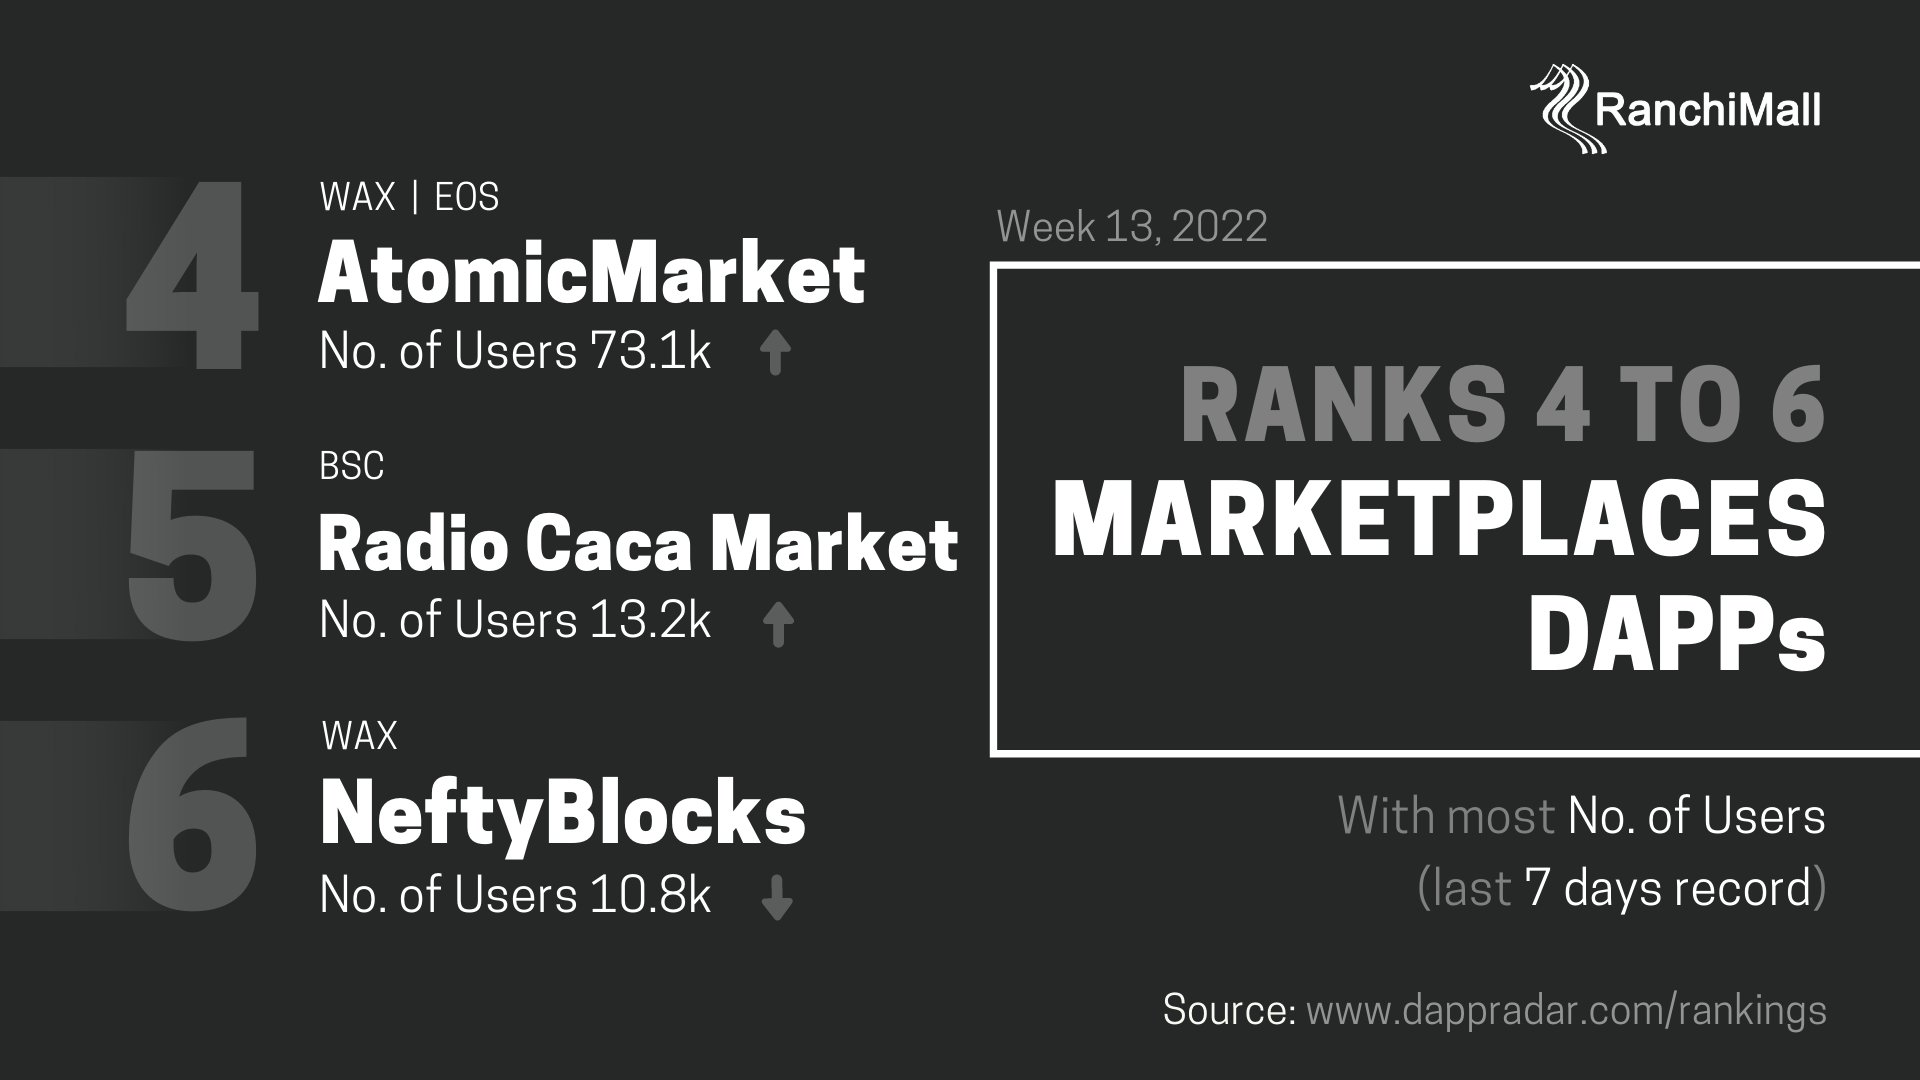 RanchiMall
4
WAX | EOS
AtomicMarket
No. of Users 73.1k
5
BSC
Radio Caca Market
No. of Users 13.2k
6
WAX
NeftyBlocks
No. of Users 10.8k
Week 13, 2022
RANKS 4 TO 6
MARKETPLACES
DAPPs
With most No. of Users
(last 7 days record)
Source: www.dappradar.com/rankings